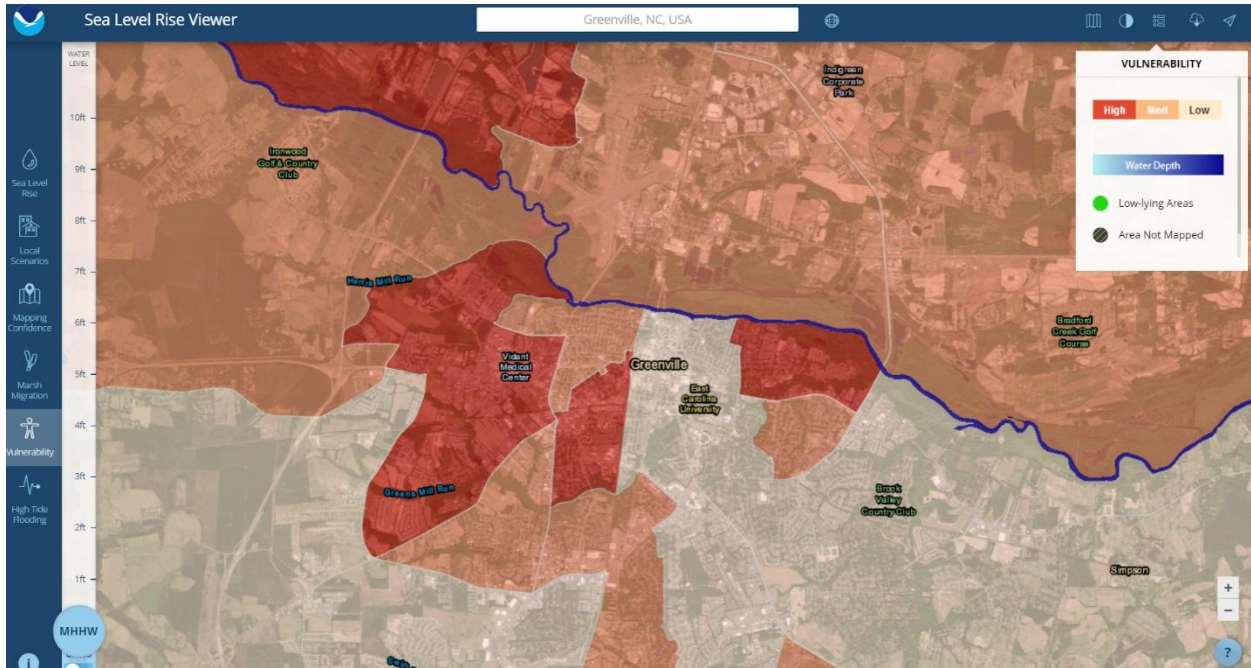 Sea Level Rise Viewer
Greenville, NC, USA
WATER
LEVEL
10ft
9ft
8ft
7ft
6ft
5ft
4ft
3ft
2ft
1ft
MHHW
Sea Level
Rise
Local
Scenarios
Mapping
Confidence
Marsh
Migration
Vulnerability
High Tide
Flooding
Indigreen
Corporate
Park
Ironwood
Golf & Country
Club
Harris Mill Run
Vidant
Medical
Center
Greenville
East
Carolina
University
Bradford
Creek Golf
Course
Greens Mill Run
Brook
Valley
Country Club
Simpson
VULNERABILITY
High Med Low
Water Depth
Low-lying Areas
Area Not Mapped
+
−
?
i